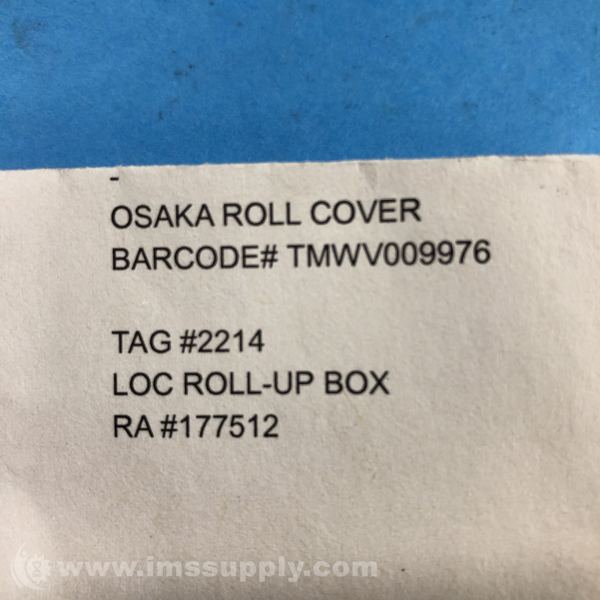 -
OSAKA ROLL COVER
BARCODE# TMWV009976
TAG #2214
LOC ROLL-UP BOX
RA #177512
www.imssupply.com